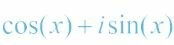 cos(x) + i sin(x)